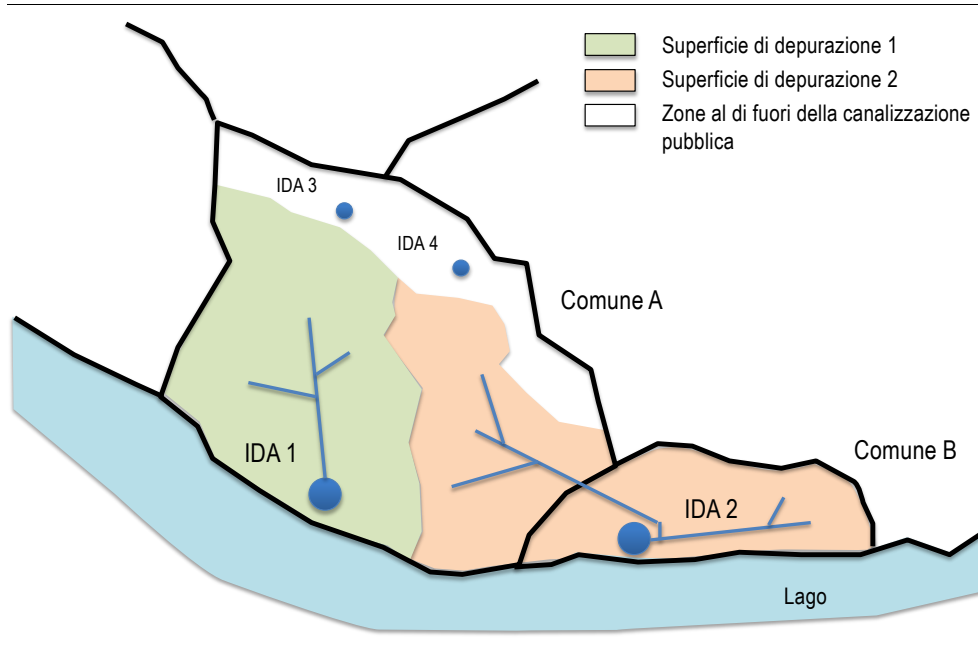 Superficie di depurazione 1
Superficie di depurazione 2
Zone al di fuori della canalizzazione
pubblica
IDA 3
IDA 4
Comune A
IDA 1
Comune B
IDA 2
Lago